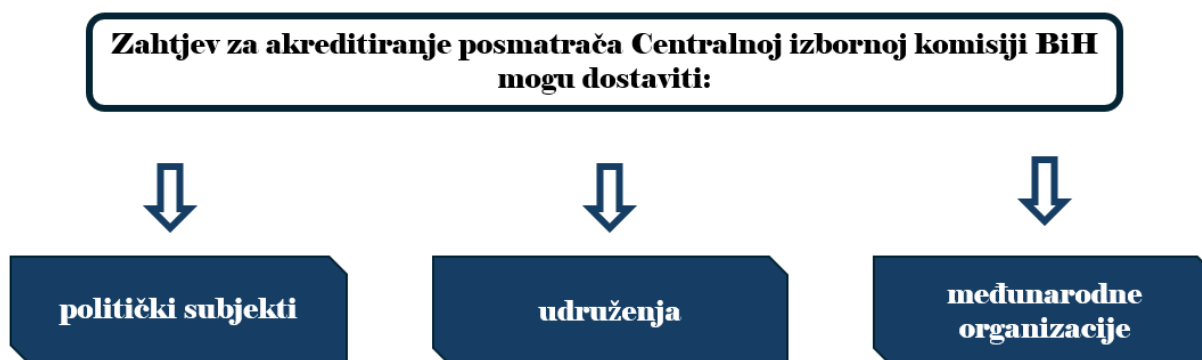 Zahtjev za akreditiranje posmatrača Centralnoj izbornoj komisiji BiH
mogu dostaviti:
politički subjekti
udruženja
međunarodne
organizacije